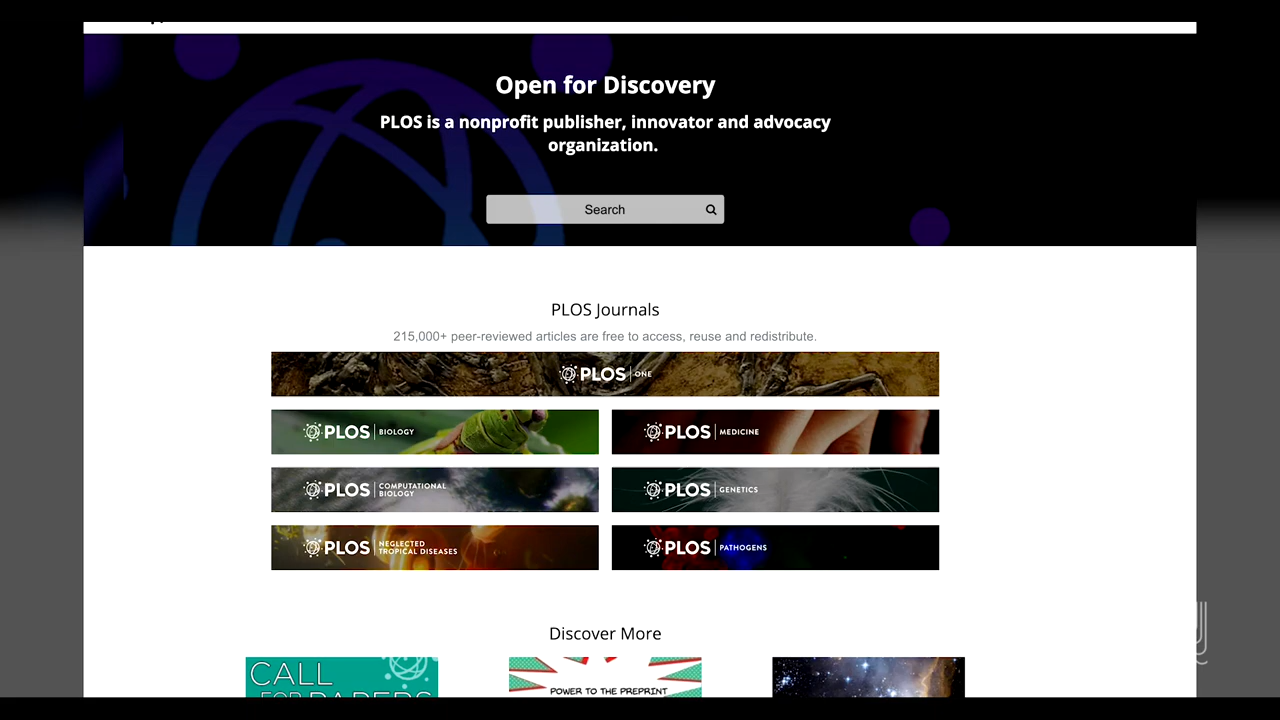 Open for Discovery
PLOS is a nonprofit publisher, innovator and advocacy
organization.
Search
PLOS Journals
215,000+ peer-reviewed articles are free to access, reuse and redistribute.
PLOS ONE
PLOS BIOLOGY
PLOS MEDICINE
PLOS COMPUTATIONAL
BIOLOGY
PLOS GENETICS
PLOS NEGLECTED
TROPICAL DISEASES
PLOS PATHOGENS
Discover More
CALL
FOR PAPERS
POWER TO THE PREPRINT